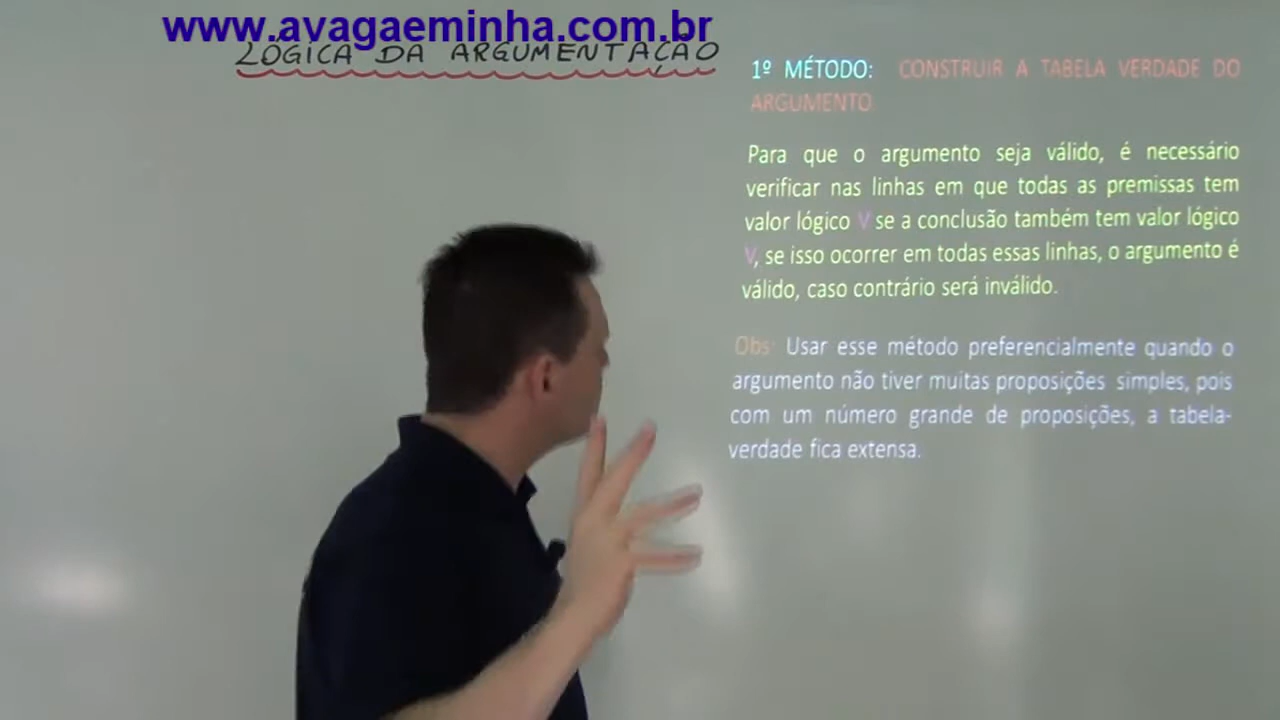 www.avagaeminha.com.br
LÓGICA DA ARGUMENTAÇÃO
1º MÉTODO: CONSTRUIR A TABELA VERDADE DO
ARGUMENTO
Para que o argumento seja válido, é necessário
verificar nas linhas em que todas as premissas tem
valor lógico V se a conclusão também tem valor lógico
V, se isso ocorrer em todas essas linhas, o argumento é
válido, caso contrário será inválido.
Obs: Usar esse método preferencialmente quando o
argumento não tiver muitas proposições simples, pois
com um número grande de proposições, a tabela-
verdade fica extensa.